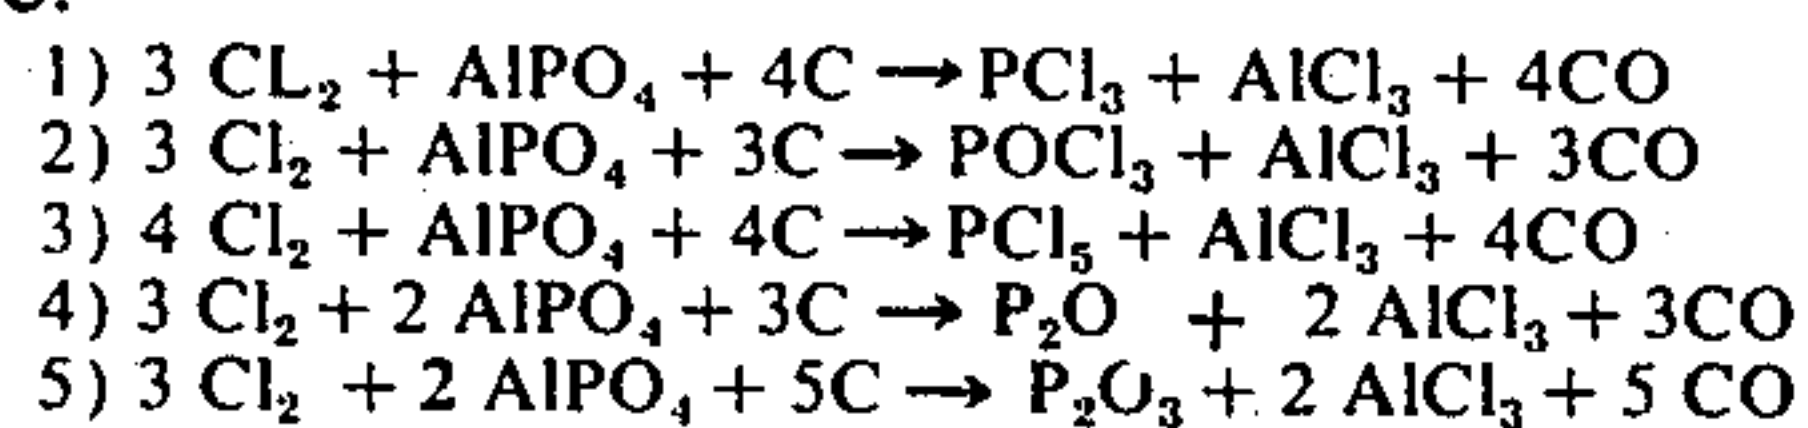 1) 3 CL₂ + AlPO₄ + 4C → PCl₃ + AlCl₃ + 4CO
2) 3 Cl₂ + AlPO₄ + 3C → POCl₃ + AlCl₃ + 3CO
3) 4 Cl₂ + AlPO₄ + 4C → PCl₅ + AlCl₃ + 4CO
4) 3 Cl₂ + 2 AlPO₄ + 3C → P₂O + 2 AlCl₃ + 3CO
5) 3 Cl₂ + 2 AlPO₄ + 5C → P₂O₃ + 2 AlCl₃ + 5 CO